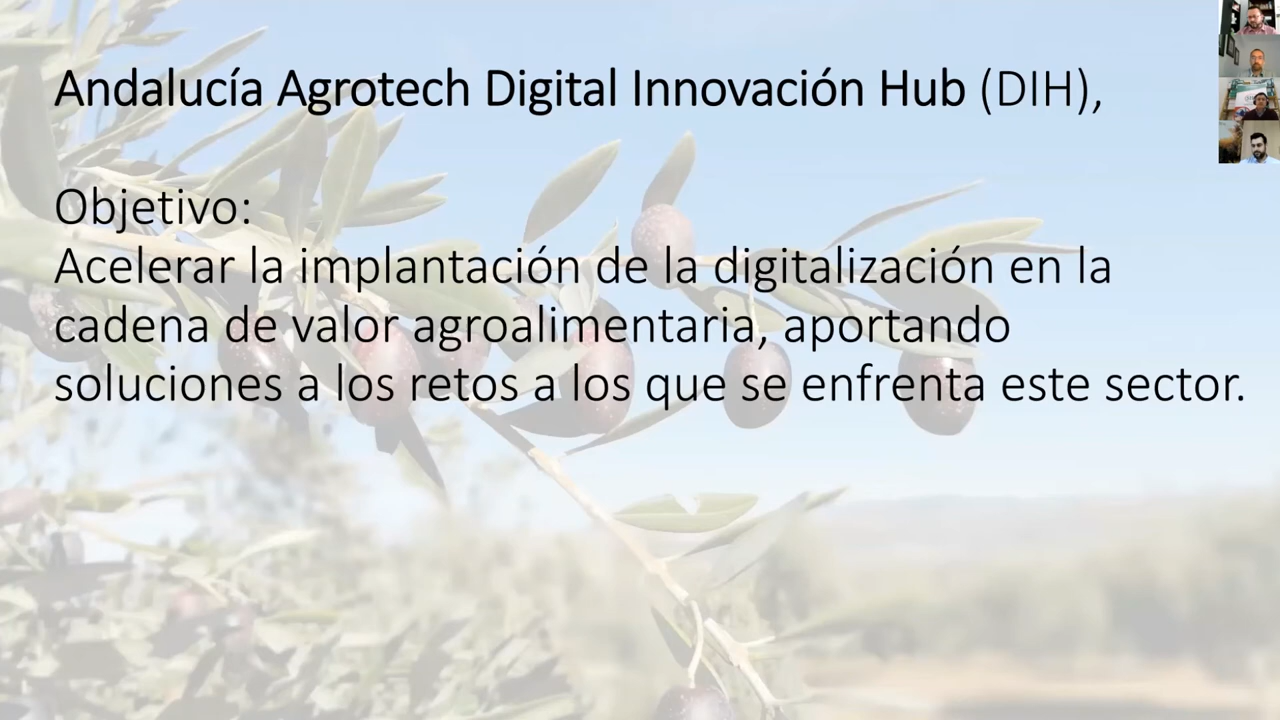 Andalucía Agrotech Digital Innovación Hub (DIH),
Objetivo:
Acelerar la implantación de la digitalización en la
cadena de valor agroalimentaria, aportando
soluciones a los retos a los que se enfrenta este sector.